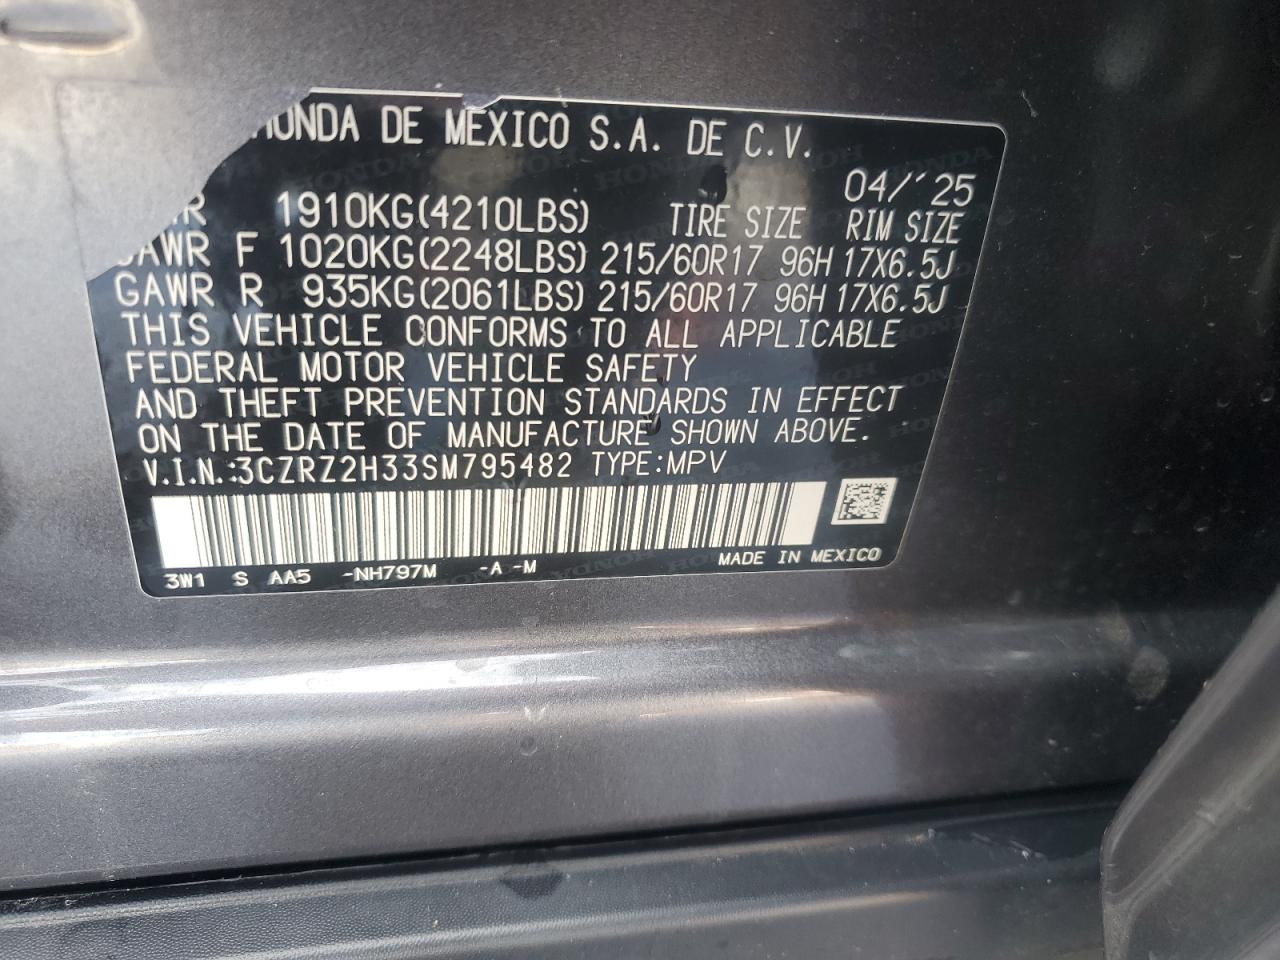 HONDA DE MEXICO S.A. DE C.V.
04/'25
1910KG(4210LBS) TIRE SIZE RIM SIZE
GAWR F 1020KG(2248LBS) 215/60R17 96H 17X6.5J
GAWR R 935KG(2061LBS) 215/60R17 96H 17X6.5J
THIS VEHICLE CONFORMS TO ALL APPLICABLE
FEDERAL MOTOR VEHICLE SAFETY
AND THEFT PREVENTION STANDARDS IN EFFECT
ON THE DATE OF MANUFACTURE SHOWN ABOVE.
V.I.N.:3CZRZ2H33SM795482 TYPE:MPV
MADE IN MEXICO
3W1 S AA5 -NH797M -A -M